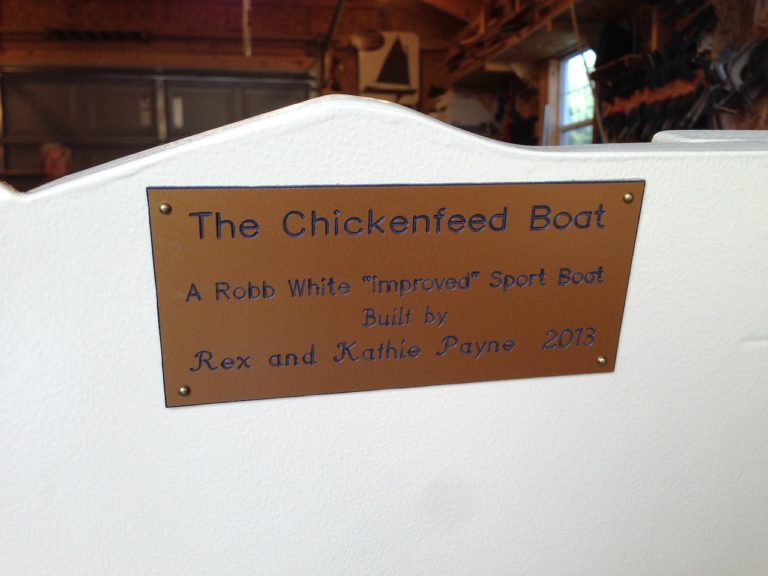 The Chickenfeed Boat
A Robb White "improved" Sport Boat
Built by
Rex and Kathie Payne 2013